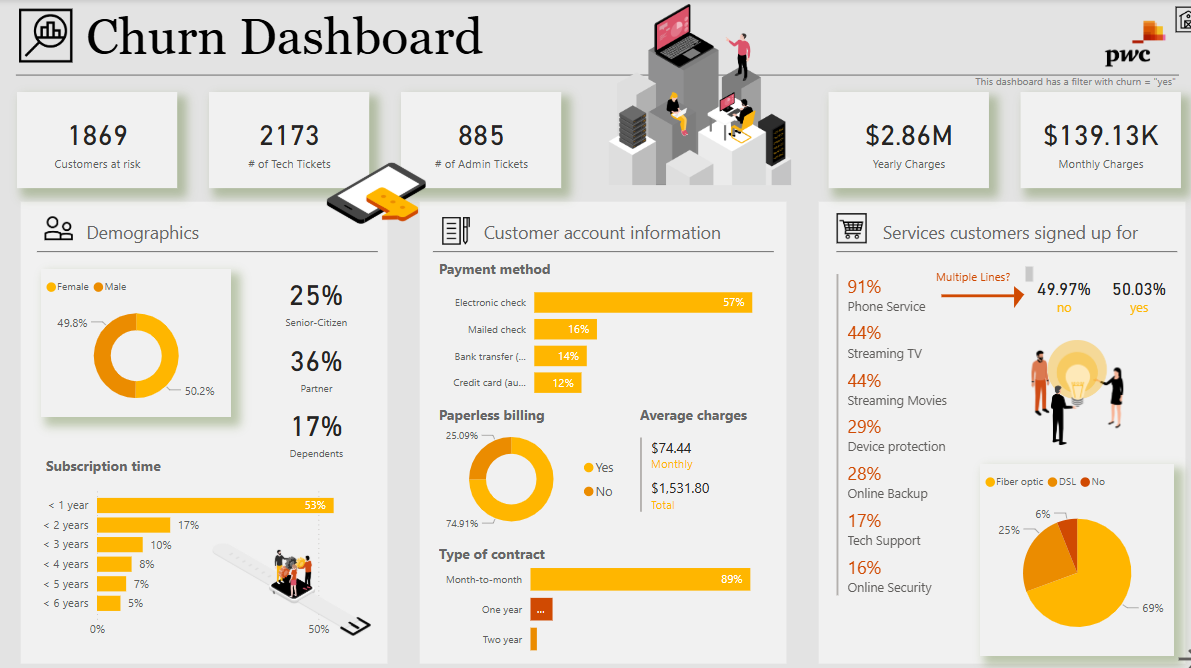 Churn Dashboard
pwc
This dashboard has a filter with churn = "yes"
1869
Customers at risk
2173
# of Tech Tickets
885
# of Admin Tickets
$2.86M
Yearly Charges
$139.13K
Monthly Charges
Demographics
Female Male
49.8%
50.2%
25%
Senior-Citizen
36%
Partner
17%
Dependents
Subscription time
< 1 year 53%
< 2 years 17%
< 3 years 10%
< 4 years 8%
< 5 years 7%
< 6 years 5%
0% 50%
Customer account information
Payment method
Electronic check 57%
Mailed check 16%
Bank transfer (... 14%
Credit card (au... 12%
Paperless billing
25.09%
74.91%
Yes
No
Average charges
$74.44
Monthly
$1,531.80
Total
Type of contract
Month-to-month 89%
One year ...
Two year
Services customers signed up for
91%
Phone Service
Multiple Lines?
49.97% 50.03%
no yes
44%
Streaming TV
44%
Streaming Movies
29%
Device protection
28%
Online Backup
17%
Tech Support
16%
Online Security
Fiber optic DSL No
6%
25%
69%